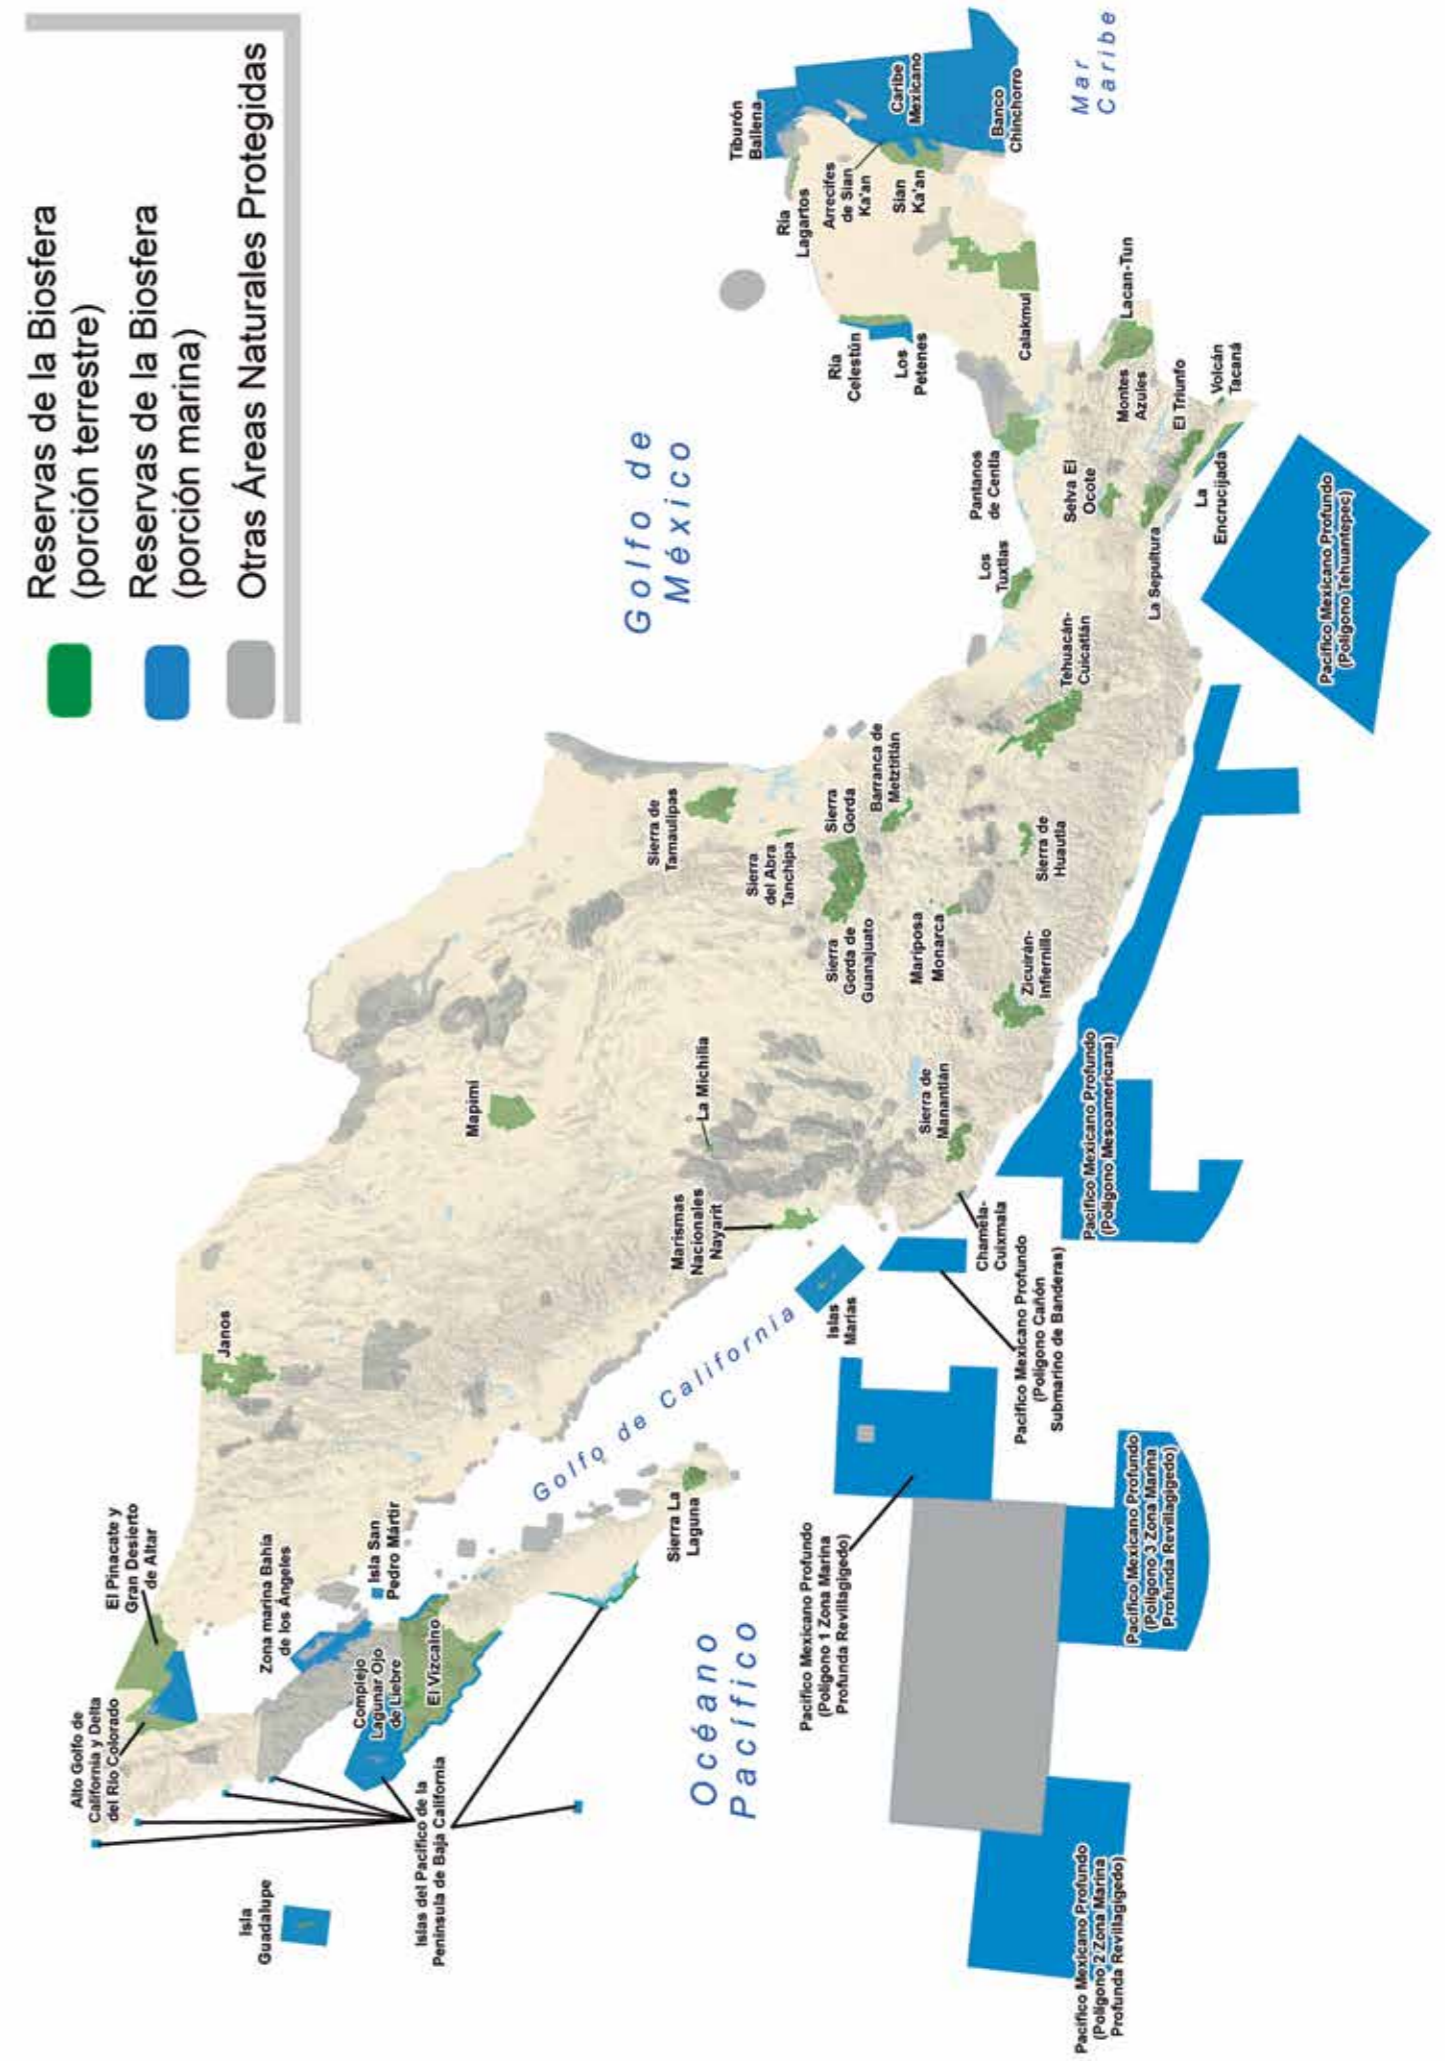 Reservas de la Biosfera
(porción terrestre)
Reservas de la Biosfera
(porción marina)
Otras Áreas Naturales Protegidas
Alto Golfo de
California y Delta
del Río Colorado
El Pinacate y
Gran Desierto
de Altar
Janos
Isla
Guadalupe
Zona marina Bahía
de los Ángeles
Isla San
Pedro Mártir
Complejo
Lagunar Ojo
de Liebre
El Vizcaíno
Islas del Pacífico de la
Península de Baja California
Mapimí
Golfo de California
Sierra La
Laguna
Marismas
Nacionales
Nayarit
La Michilía
Sierra de
Tamaulipas
Golfo de
México
Océano
Pacífico
Sierra
del Abra
Tanchipa
Sierra
Gorda
Sierra
Gorda de
Guanajuato
Barranca de
Metztitlán
Islas
Marías
Mariposa
Monarca
Sierra de
Manantlán
Chamela-
Cuixmala
Zicuirán-
Infiernillo
Sierra de
Huautla
Tehuacán-
Cuicatlán
Los
Tuxtlas
Pantanos
de Centla
Ría
Celestún
Los
Petenes
Tiburón
Ballena
Ría
Lagartos
Arrecifes
de Sian
Ka'an
Sian
Ka'an
Caribe
Mexicano
Banco
Chinchorro
Mar
Caribe
Calakmul
Selva El
Ocote
Montes
Azules
Lacan-Tun
La Sepultura
El Triunfo
La
Encrucijada
Volcán
Tacaná
Pacífico Mexicano Profundo
(Polígono Tehuantepec)
Pacífico Mexicano Profundo
(Polígono Mesoamericana)
Pacífico Mexicano Profundo
(Polígono Cañón
Submarino de Banderas)
Pacífico Mexicano Profundo
(Polígono 1 Zona Marina
Profunda Revillagigedo)
Pacífico Mexicano Profundo
(Polígono 3 Zona Marina
Profunda Revillagigedo)
Pacífico Mexicano Profundo
(Polígono 2 Zona Marina
Profunda Revillagigedo)